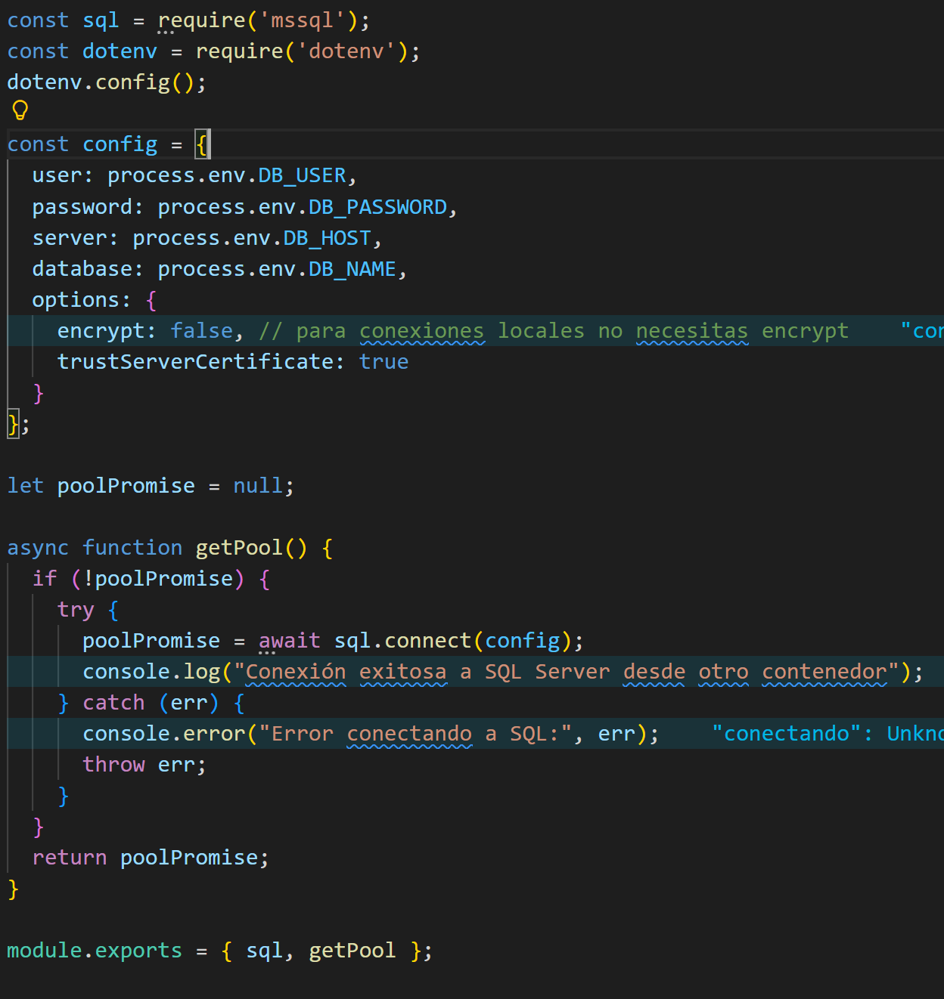 const sql = require('mssql');
const dotenv = require('dotenv');
dotenv.config();
const config = {
  user: process.env.DB_USER,
  password: process.env.DB_PASSWORD,
  server: process.env.DB_HOST,
  database: process.env.DB_NAME,
  options: {
    encrypt: false, // para conexiones locales no necesitas encrypt    "con
    trustServerCertificate: true
  }
};
let poolPromise = null;
async function getPool() {
  if (!poolPromise) {
    try {
      poolPromise = await sql.connect(config);
      console.log("Conexión exitosa a SQL Server desde otro contenedor");
    } catch (err) {
      console.error("Error conectando a SQL:", err);    "conectando": Unkno
      throw err;
    }
  }
  return poolPromise;
}
module.exports = { sql, getPool };